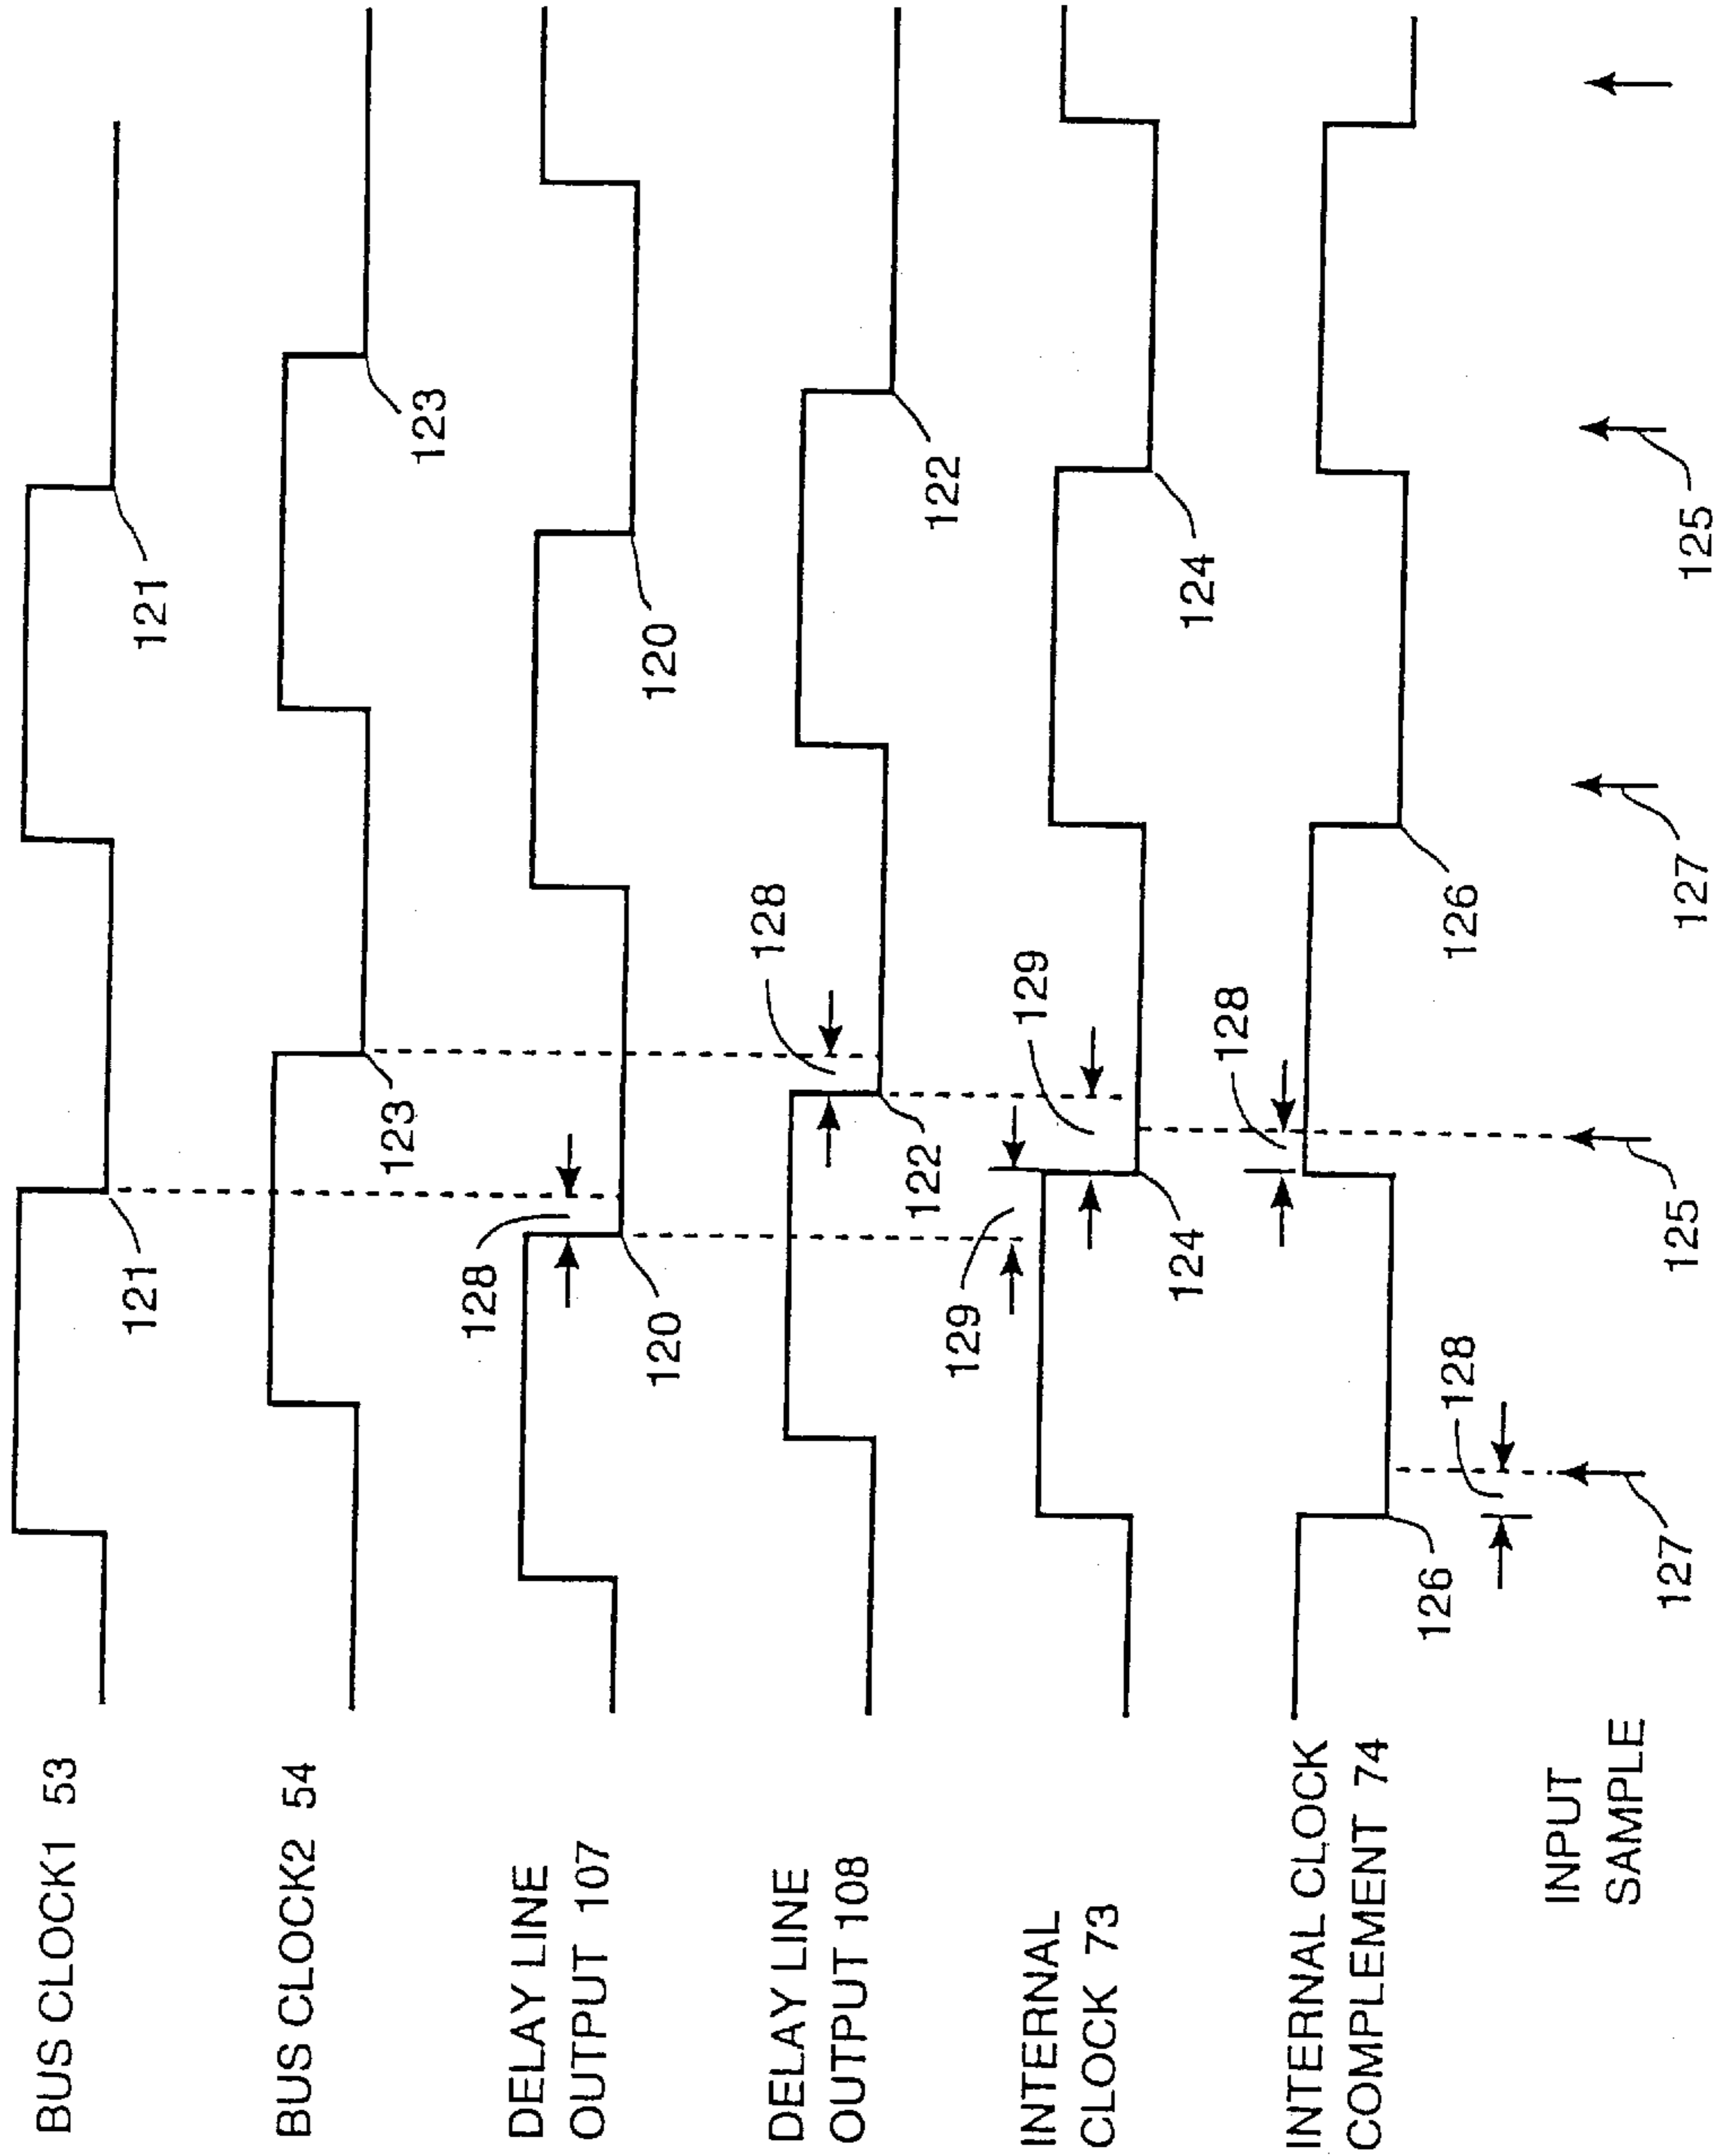 BUS CLOCK1 53
121
121
BUS CLOCK2 54
123
123
DELAY LINE
OUTPUT 107
128
120
120
DELAY LINE
OUTPUT 108
128
122
122
INTERNAL
CLOCK 73
129
129
124
124
INTERNAL CLOCK
COMPLEMENT 74
128
126
128
126
INPUT
SAMPLE
127
125
127
125